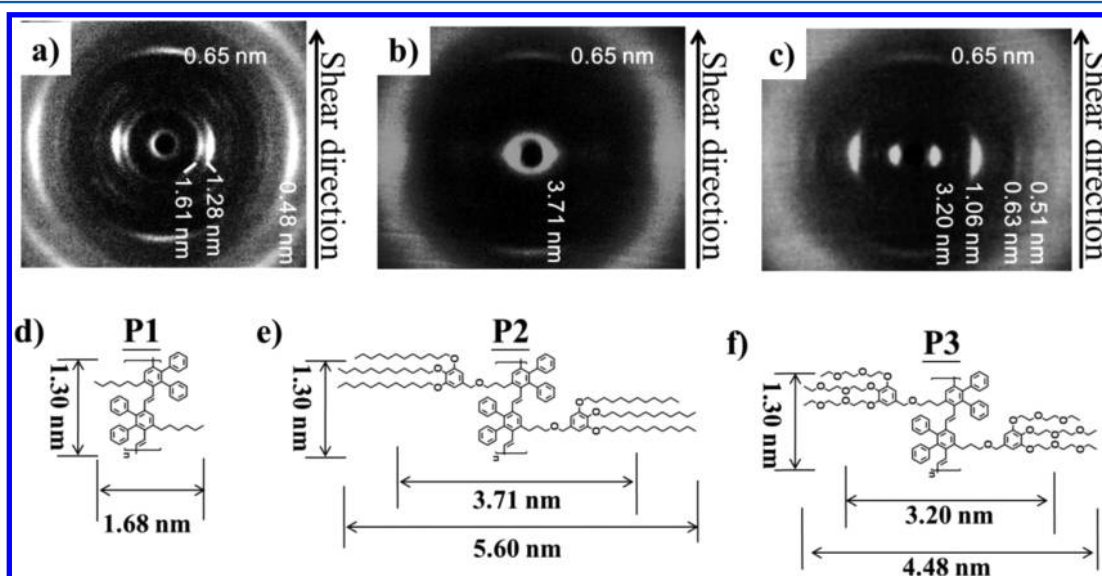 a)
0.65 nm
1.61 nm
1.28 nm
0.48 nm
Shear direction
b)
0.65 nm
3.71 nm
Shear direction
c)
0.65 nm
3.20 nm
1.06 nm
0.63 nm
0.51 nm
Shear direction
d)
P1
1.30 nm
n
1.68 nm
e)
P2
1.30 nm
O
O
O
O
O
O
O
O
n
3.71 nm
5.60 nm
f)
P3
1.30 nm
n
3.20 nm
4.48 nm